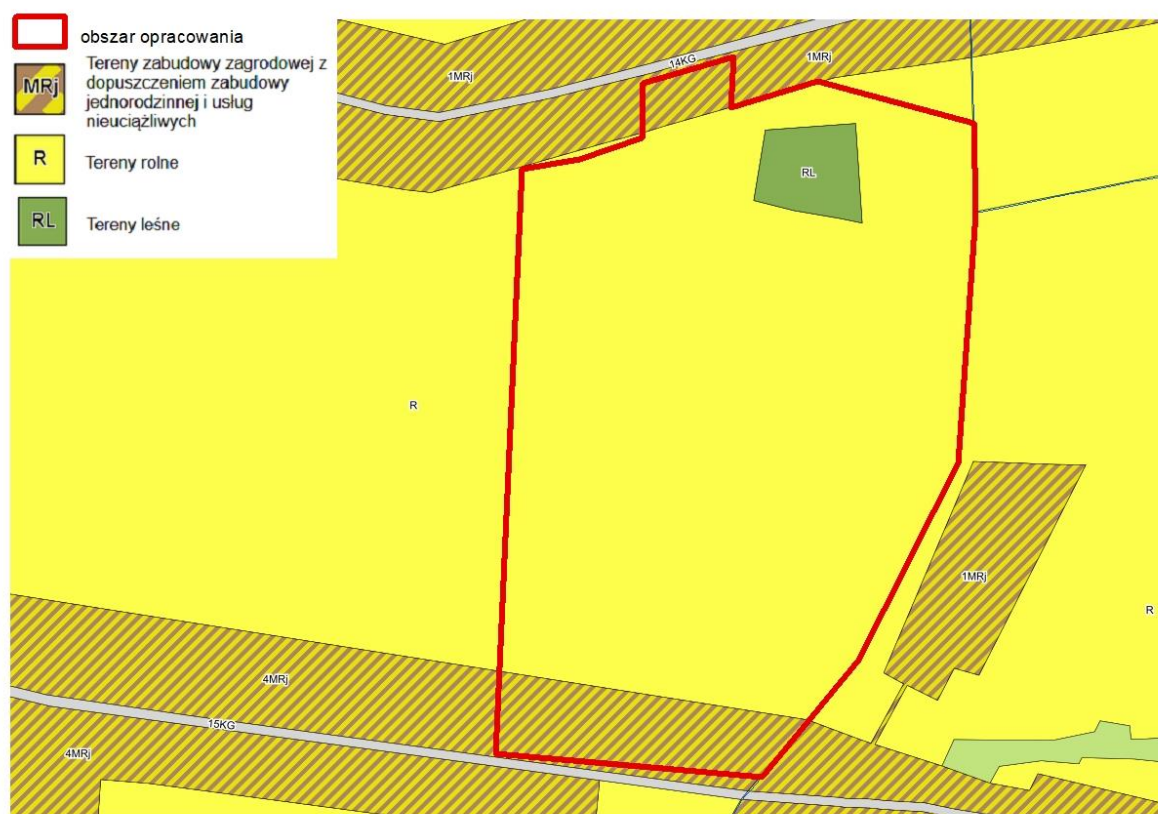 obszar opracowania
MRj
Tereny zabudowy zagrodowej z
dopuszczeniem zabudowy
jednorodzinnej i usług
nieuciążliwych
R
Tereny rolne
RL
Tereny leśne
1MRj
14KG
1MRj
RL
R
1MRj
R
4MRj
15KG
4MRj